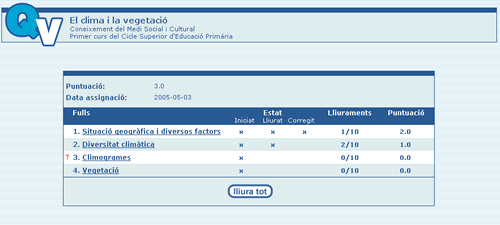 QV
El clima i la vegetació
Coneixement del Medi Social i Cultural
Primer curs del Cicle Superior d'Educació Primària
Puntuació: 3.0
Data assignació: 2005-05-03
Fulls Estat Lliuraments Puntuació
Iniciat Lliurat Corregit
1. Situació geogràfica i diversos factors x x x 1/10 2.0
2. Diversitat climàtica x x 2/10 1.0
? 3. Climogrames x 0/10 0.0
4. Vegetació x 0/10 0.0
Lliura tot